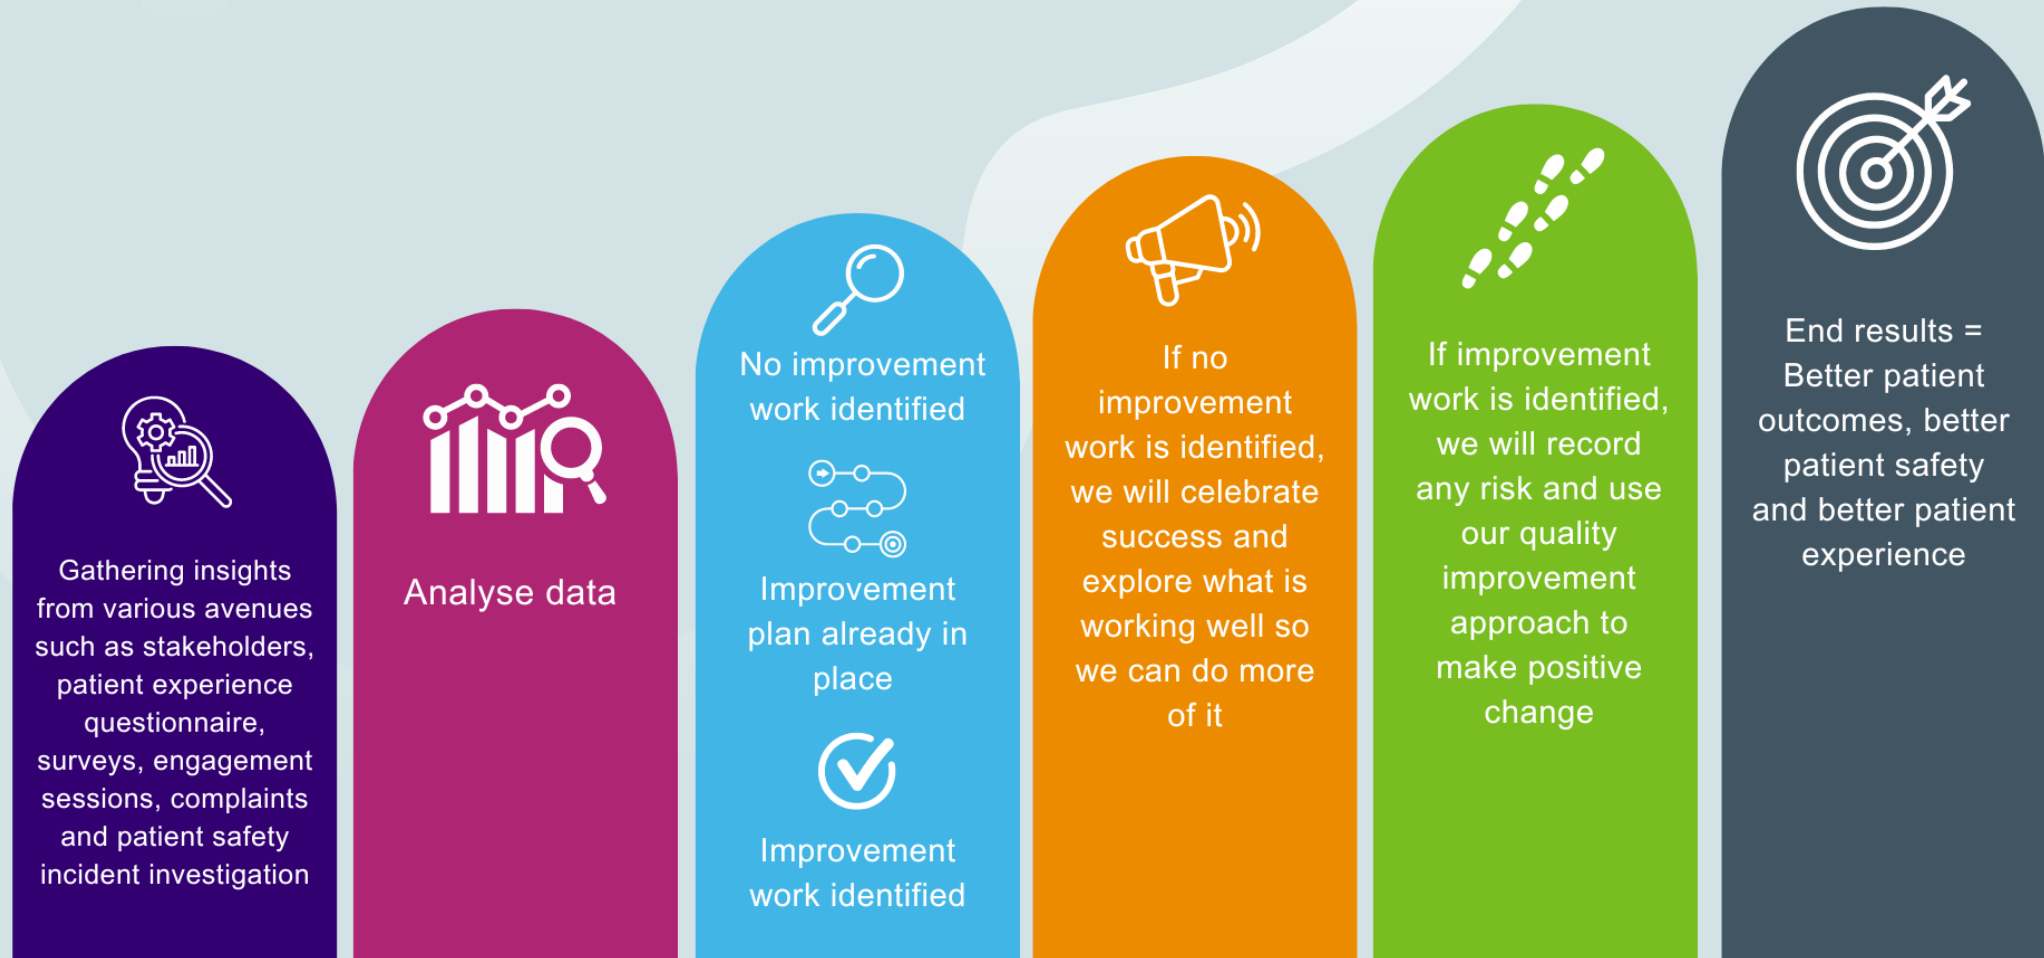 Gathering insights
from various avenues
such as stakeholders,
patient experience
questionnaire,
surveys, engagement
sessions, complaints
and patient safety
incident investigation
Analyse data
No improvement
work identified
Improvement
plan already in
place
Improvement
work identified
If no
improvement
work is identified,
we will celebrate
success and
explore what is
working well so
we can do more
of it
If improvement
work is identified,
we will record
any risk and use
our quality
improvement
approach to
make positive
change
End results =
Better patient
outcomes, better
patient safety
and better patient
experience